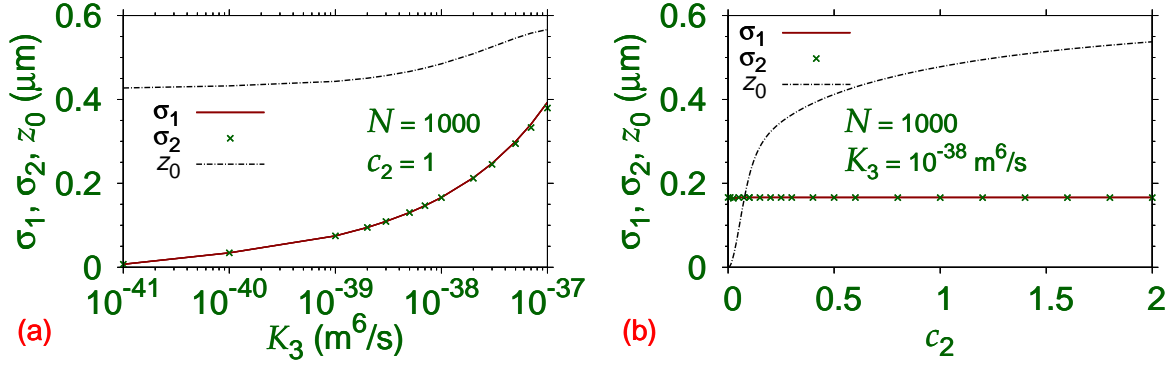 σ1, σ2, z0 (μm)
0.6
0.4
0.2
0
σ1
σ2
z0
N = 1000
c2 = 1
10-41 10-40 10-39 10-38 10-37
K3 (m6/s)
(a)
σ1, σ2, z0 (μm)
0.6
0.4
0.2
0
σ1
σ2
z0
N = 1000
K3 = 10-38 m6/s
0 0.5 1 1.5 2
c2
(b)